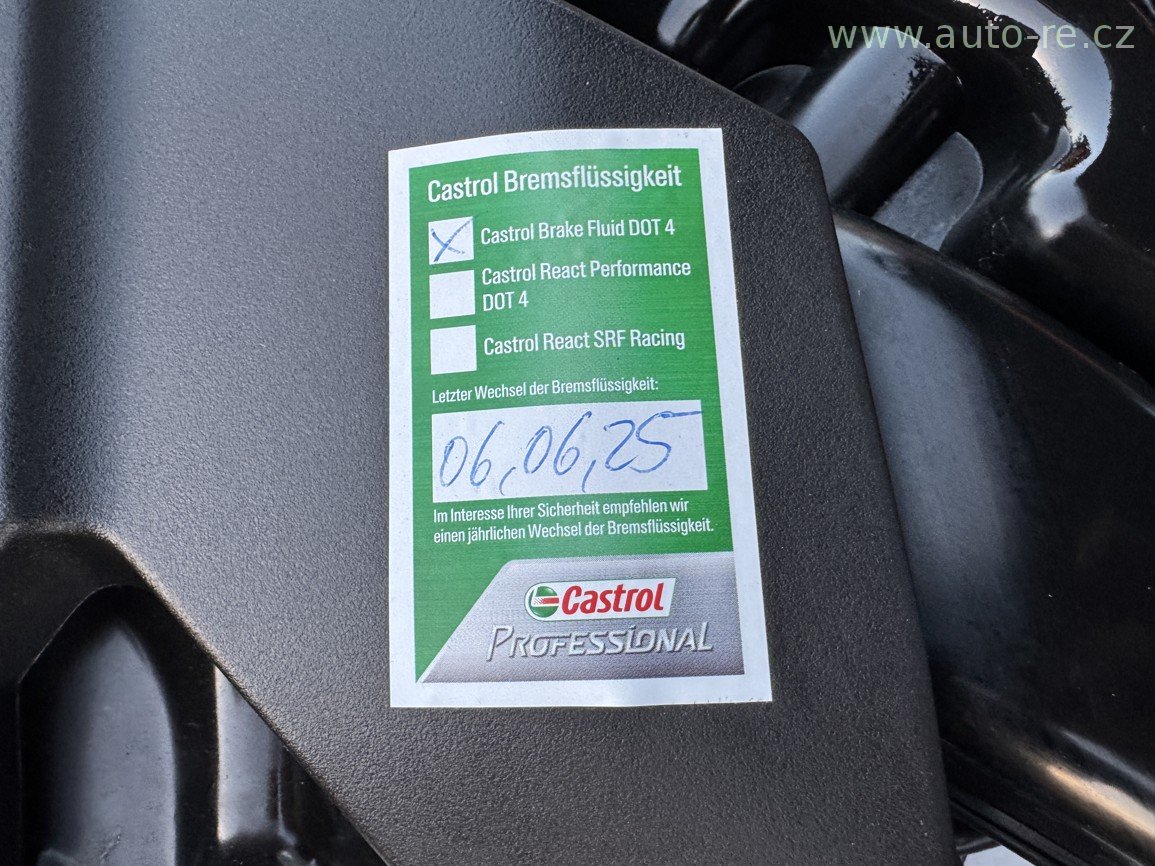 www.auto-re.cz
Castrol Bremsflüssigkeit
X Castrol Brake Fluid DOT 4
Castrol React Performance
DOT 4
Castrol React SRF Racing
Letzter Wechsel der Bremsflüssigkeit:
06,06,25
Im Interesse Ihrer Sicherheit empfehlen wir
einen jährlichen Wechsel der Bremsflüssigkeit.
Castrol
PROFESSIONAL